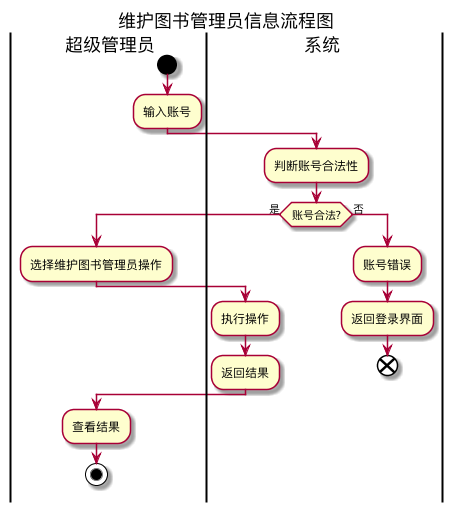 维护图书管理员信息流程图
超级管理员
系统
输入账号
判断账号合法性
是
账号合法?
否
选择维护图书管理员操作
账号错误
执行操作
返回登录界面
返回结果
查看结果